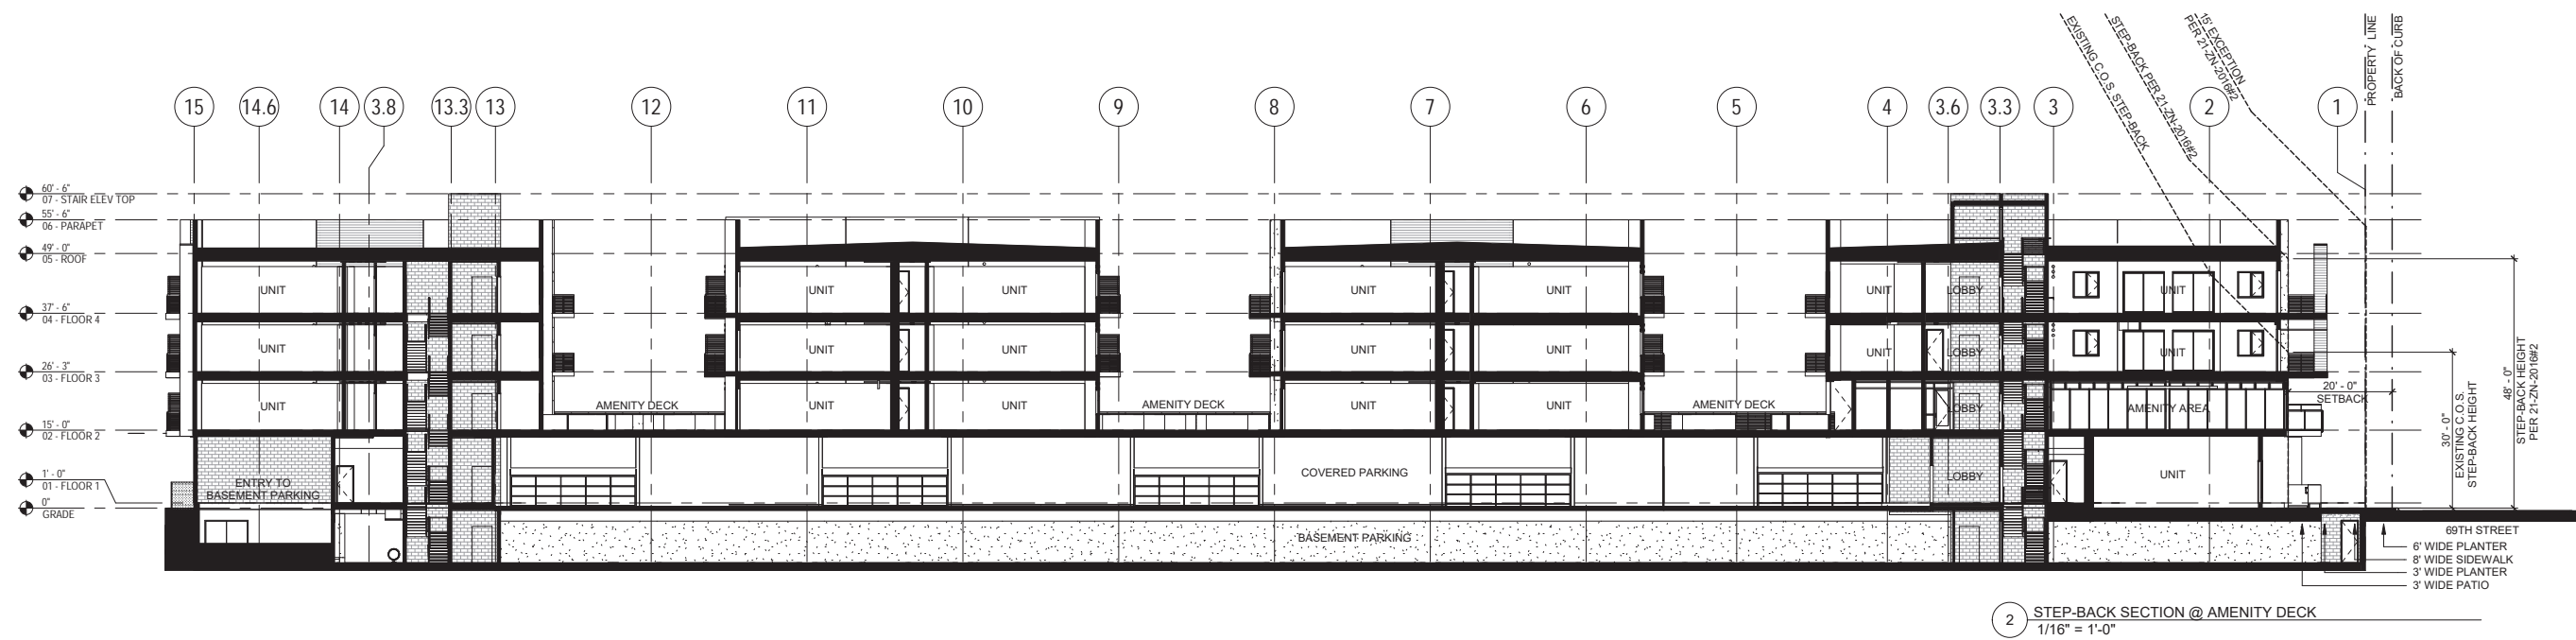 EXISTING C.O.S. STEP-BACK
STEP-BACK PER 21-ZN-2016#2
15' EXCEPTION
PER 21-ZN-2016#2
PROPERTY LINE
BACK OF CURB
15 14.6 14 3.8 13.3 13 12 11 10 9 8 7 6 5 4 3.6 3.3 3 2 1
60' - 6"
07 - STAIR ELEV TOP
55' - 6"
06 - PARAPET
49' - 0"
05 - ROOF
UNIT UNIT UNIT UNIT UNIT UNIT LOBBY UNIT
37' - 6"
04 - FLOOR 4
UNIT UNIT UNIT UNIT UNIT UNIT LOBBY UNIT
26' - 3"
03 - FLOOR 3
UNIT AMENITY DECK UNIT UNIT AMENITY DECK UNIT UNIT AMENITY DECK LOBBY AMENITY AREA
20' - 0"
SETBACK
15' - 0"
02 - FLOOR 2
30' - 0"
EXISTING C.O.S.
STEP-BACK HEIGHT
48' - 0"
STEP-BACK HEIGHT
PER 21-ZN-2016#2
COVERED PARKING LOBBY UNIT
1' - 0"
01 - FLOOR 1
ENTRY TO
BASEMENT PARKING
0"
GRADE
BASEMENT PARKING
69TH STREET
6' WIDE PLANTER
8' WIDE SIDEWALK
3' WIDE PLANTER
3' WIDE PATIO
2 STEP-BACK SECTION @ AMENITY DECK
1/16" = 1'-0"